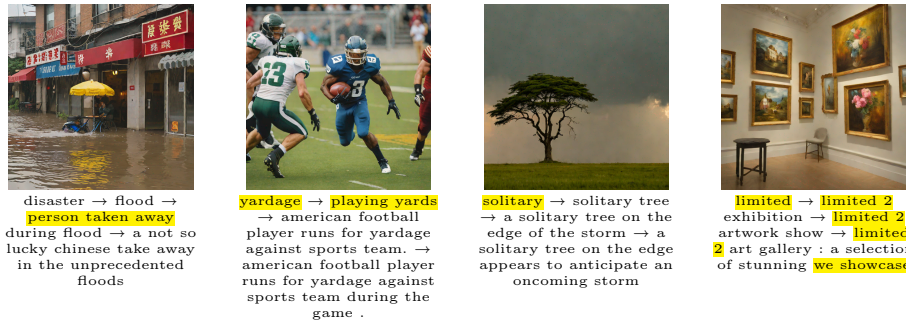 disaster → flood →
person taken away
during flood → a not so
lucky chinese take away
in the unprecedented
floods
yardage → playing yards
→ american football
player runs for yardage
against sports team. →
american football player
runs for yardage against
sports team during the
game .
solitary → solitary tree
→ a solitary tree on the
edge of the storm → a
solitary tree on the edge
appears to anticipate an
oncoming storm
limited → limited 2
exhibition → limited 2
artwork show → limited
2 art gallery : a selection
of stunning we showcase
23
3